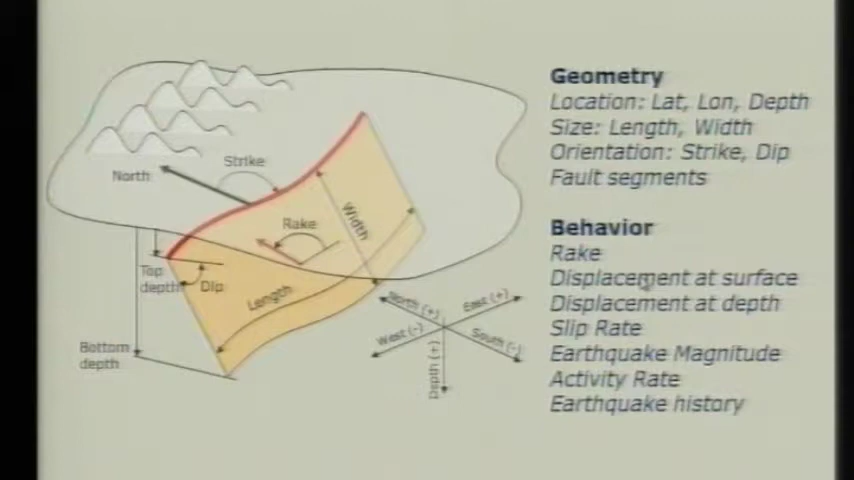 North
Strike
Rake
Width
Top
depth
Dip
Length
Bottom
depth
North (+)
East (+)
West (-)
South (-)
Depth (+)
Geometry
Location: Lat, Lon, Depth
Size: Length, Width
Orientation: Strike, Dip
Fault segments
Behavior
Rake
Displacement at surface
Displacement at depth
Slip Rate
Earthquake Magnitude
Activity Rate
Earthquake history